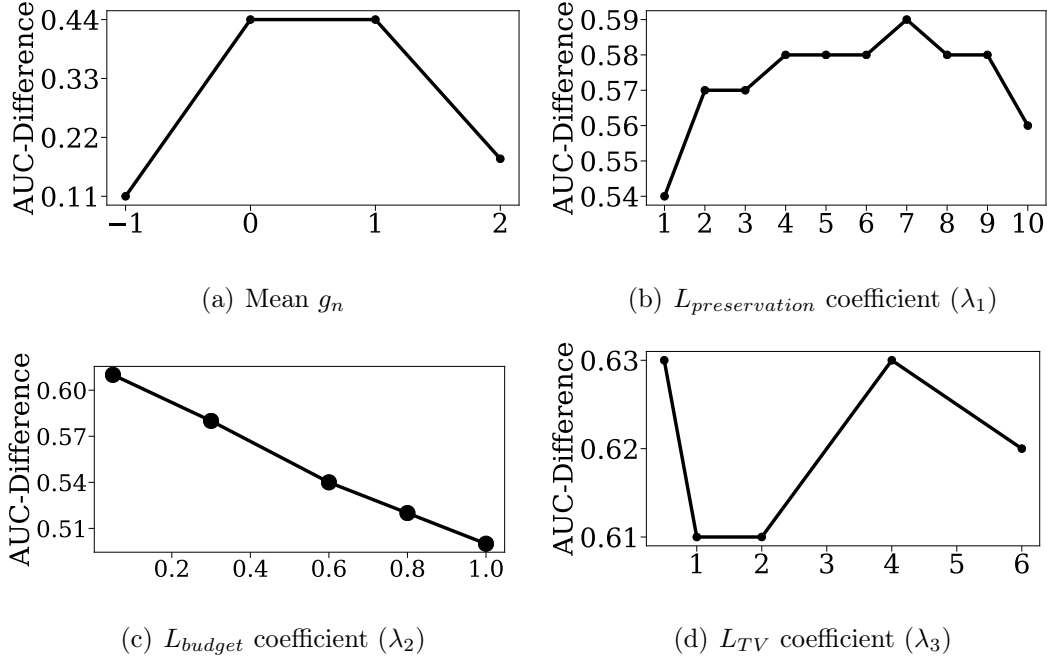 AUC-Difference
0.44
0.33
0.22
0.11
−1 0 1 2
(a) Mean gₙ
AUC-Difference
0.59
0.58
0.57
0.56
0.55
0.54
1 2 3 4 5 6 7 8 9 10
(b) L_preservation coefficient (λ₁)
AUC-Difference
0.60
0.57
0.54
0.51
0.2 0.4 0.6 0.8 1.0
(c) L_budget coefficient (λ₂)
AUC-Difference
0.63
0.62
0.61
1 2 3 4 5 6
(d) L_TV coefficient (λ₃)